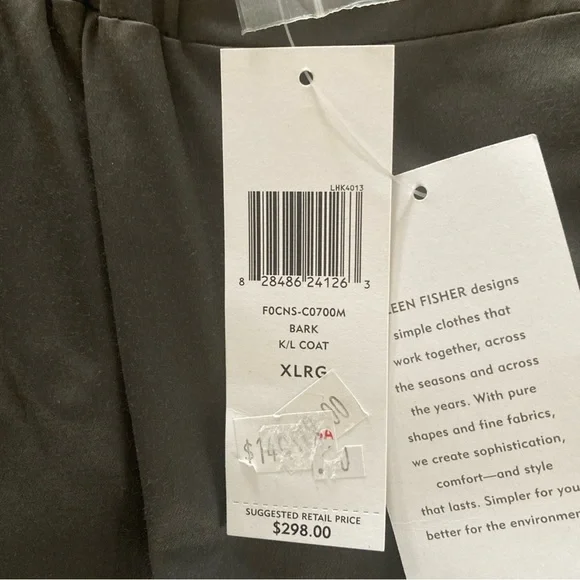 LHK4013
8 28486 24126 3
F0CNS-C0700M
BARK
K/L COAT
XLRG
SUGGESTED RETAIL PRICE
$298.00
LEEN FISHER designs
simple clothes that
work together, across
the seasons and across
the years. With pure
shapes and fine fabrics,
we create sophistication,
comfort—and style
that lasts. Simpler for you
better for the environmen